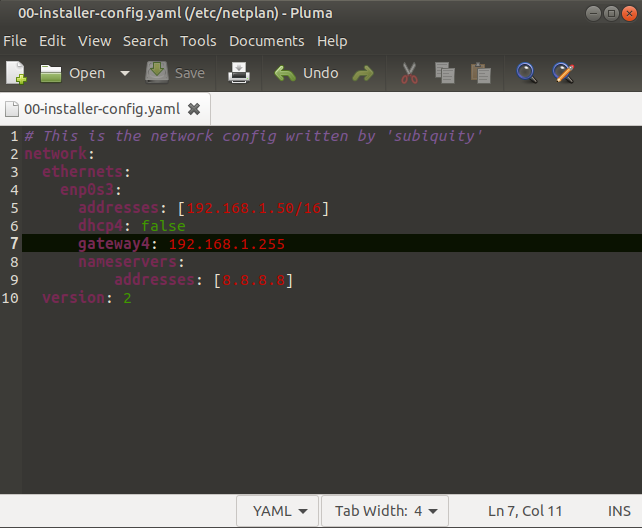 00-installer-config.yaml (/etc/netplan) - Pluma
File Edit View Search Tools Documents Help
Open Save Undo
00-installer-config.yaml
1 # This is the network config written by 'subiquity'
2 network:
3   ethernets:
4     enp0s3:
5       addresses: [192.168.1.50/16]
6       dhcp4: false
7       gateway4: 192.168.1.255
8       nameservers:
9           addresses: [8.8.8.8]
10   version: 2
YAML Tab Width: 4 Ln 7, Col 11 INS